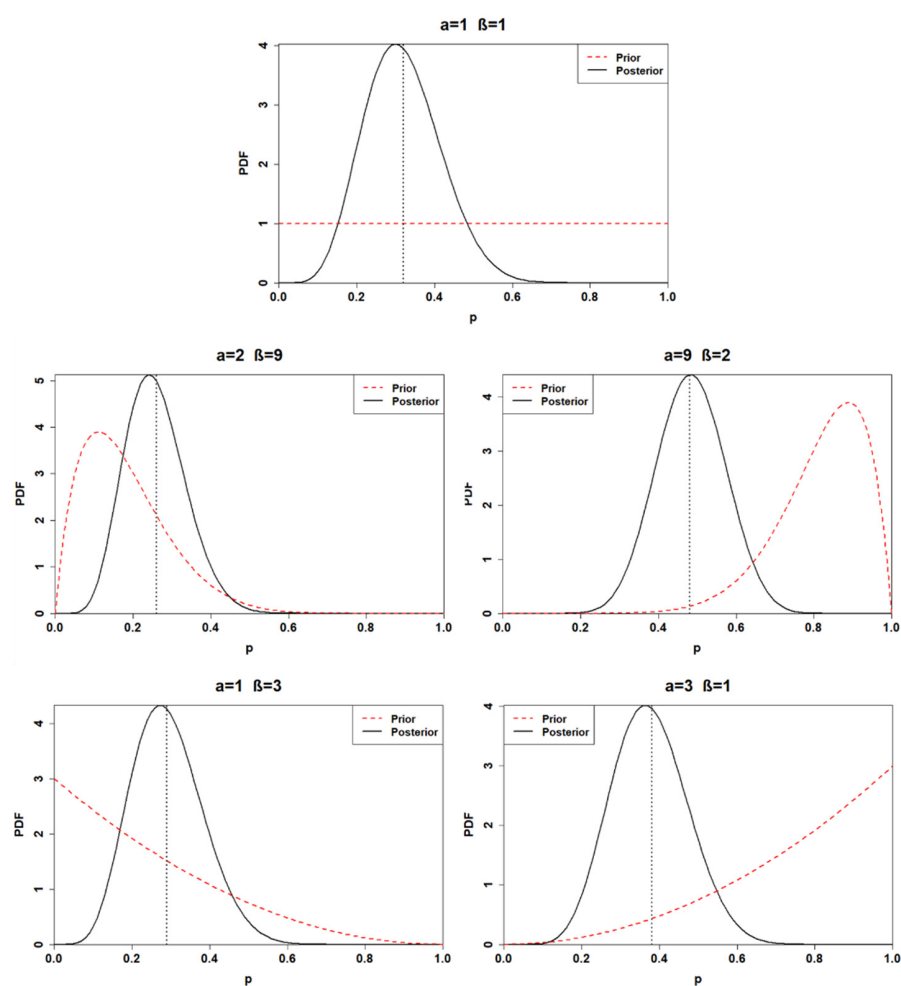 a=1 ß=1
Prior
Posterior
PDF
0 1 2 3 4
0.0 0.2 0.4 0.6 0.8 1.0
p
a=2 ß=9
Prior
Posterior
PDF
0 1 2 3 4 5
0.0 0.2 0.4 0.6 0.8 1.0
p
a=9 ß=2
Prior
Posterior
PDF
0 1 2 3 4
0.0 0.2 0.4 0.6 0.8 1.0
p
a=1 ß=3
Prior
Posterior
PDF
0 1 2 3 4
0.0 0.2 0.4 0.6 0.8 1.0
p
a=3 ß=1
Prior
Posterior
PDF
0 1 2 3 4
0.0 0.2 0.4 0.6 0.8 1.0
p